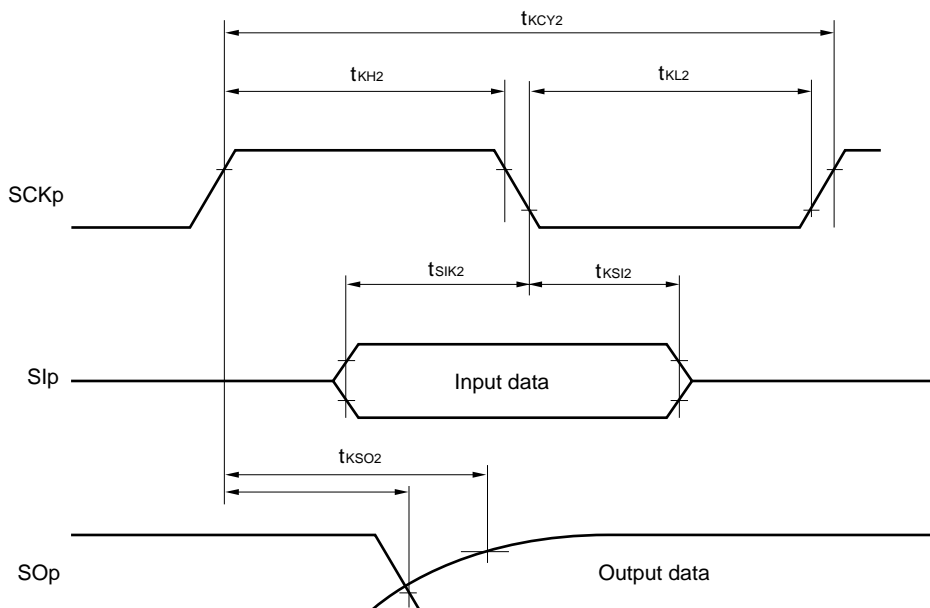 tKCY2
tKH2
tKL2
SCKp
tSIK2
tKSI2
SIp
Input data
tKSO2
SOp
Output data